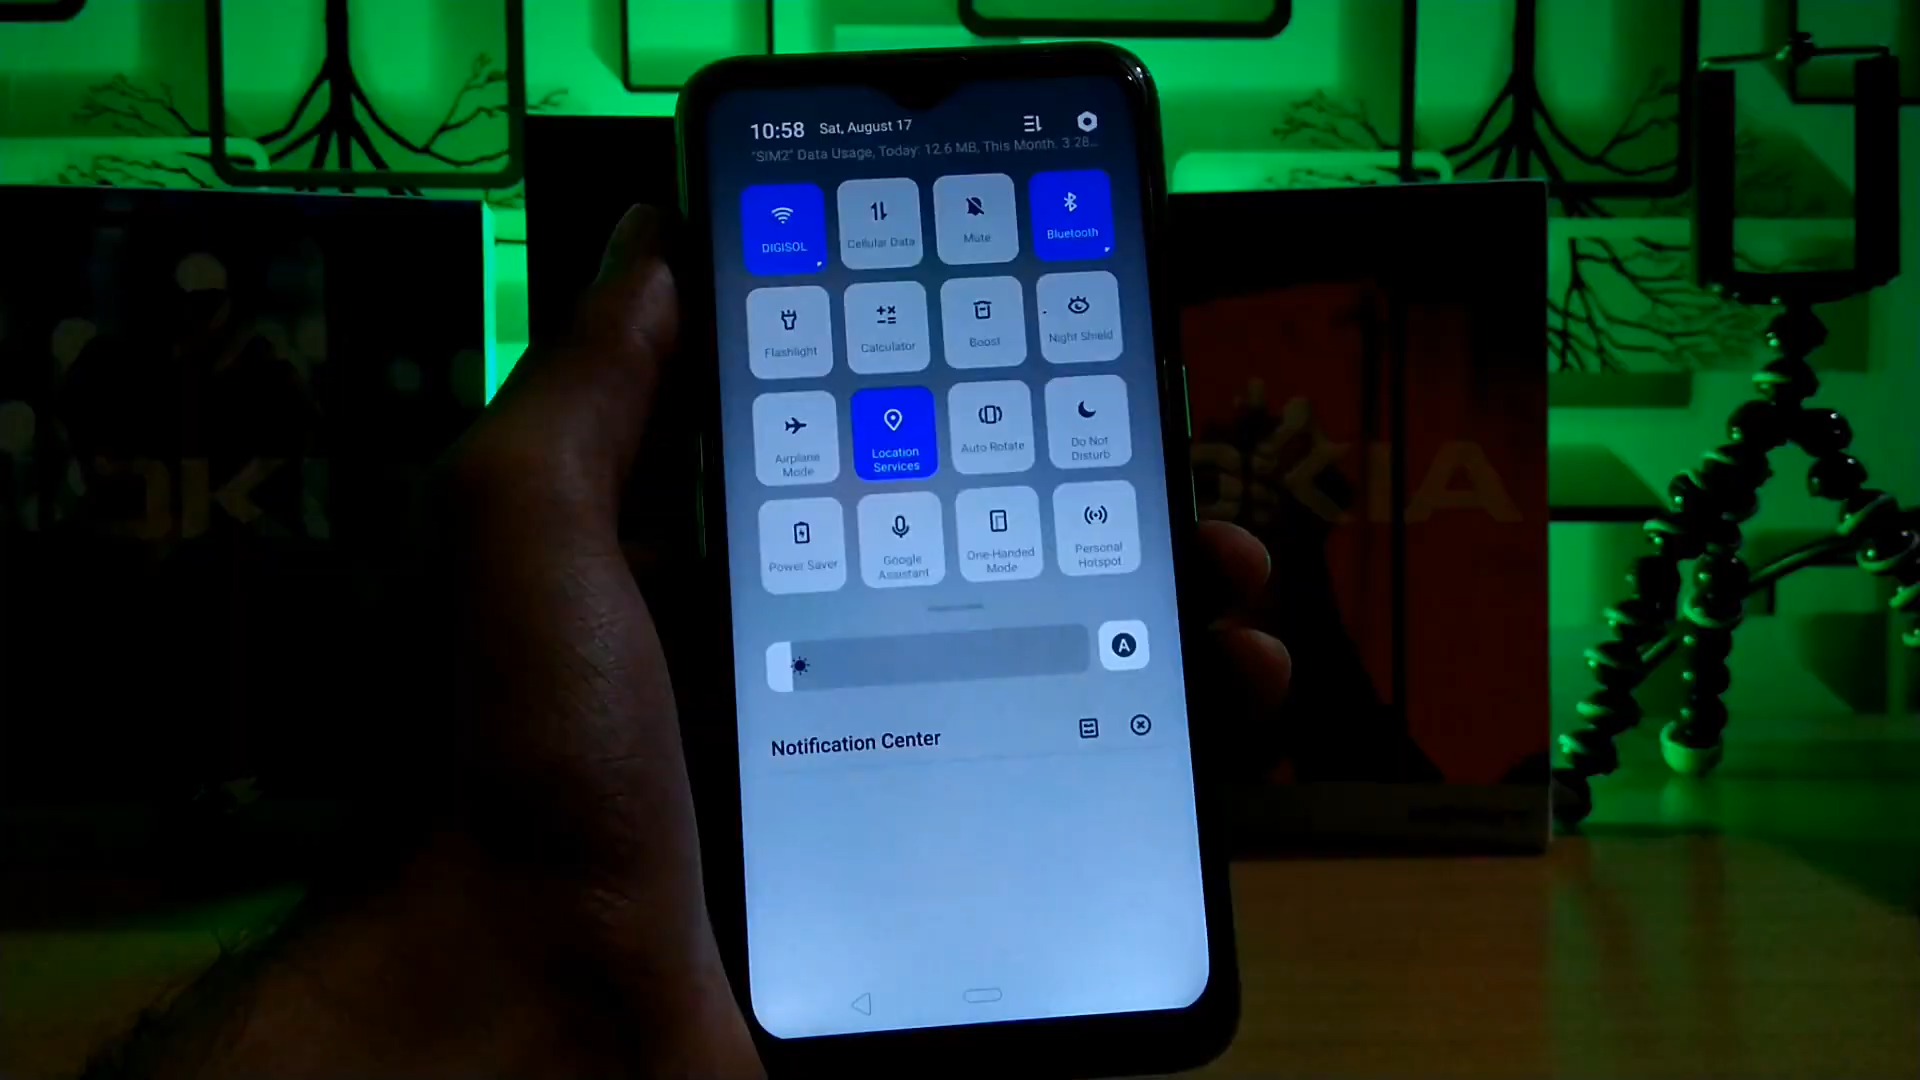 10:58 Sat, August 17
"SIM2" Data Usage, Today: 12.6 MB, This Month: 3.28...
DIGISOL
Cellular Data
Mute
Bluetooth
Flashlight
Calculator
Boost
Night Shield
Airplane
Mode
Location
Services
Auto Rotate
Do Not
Disturb
Power Saver
Google
Assistant
One-Handed
Mode
Personal
Hotspot
A
Notification Center
NOKIA